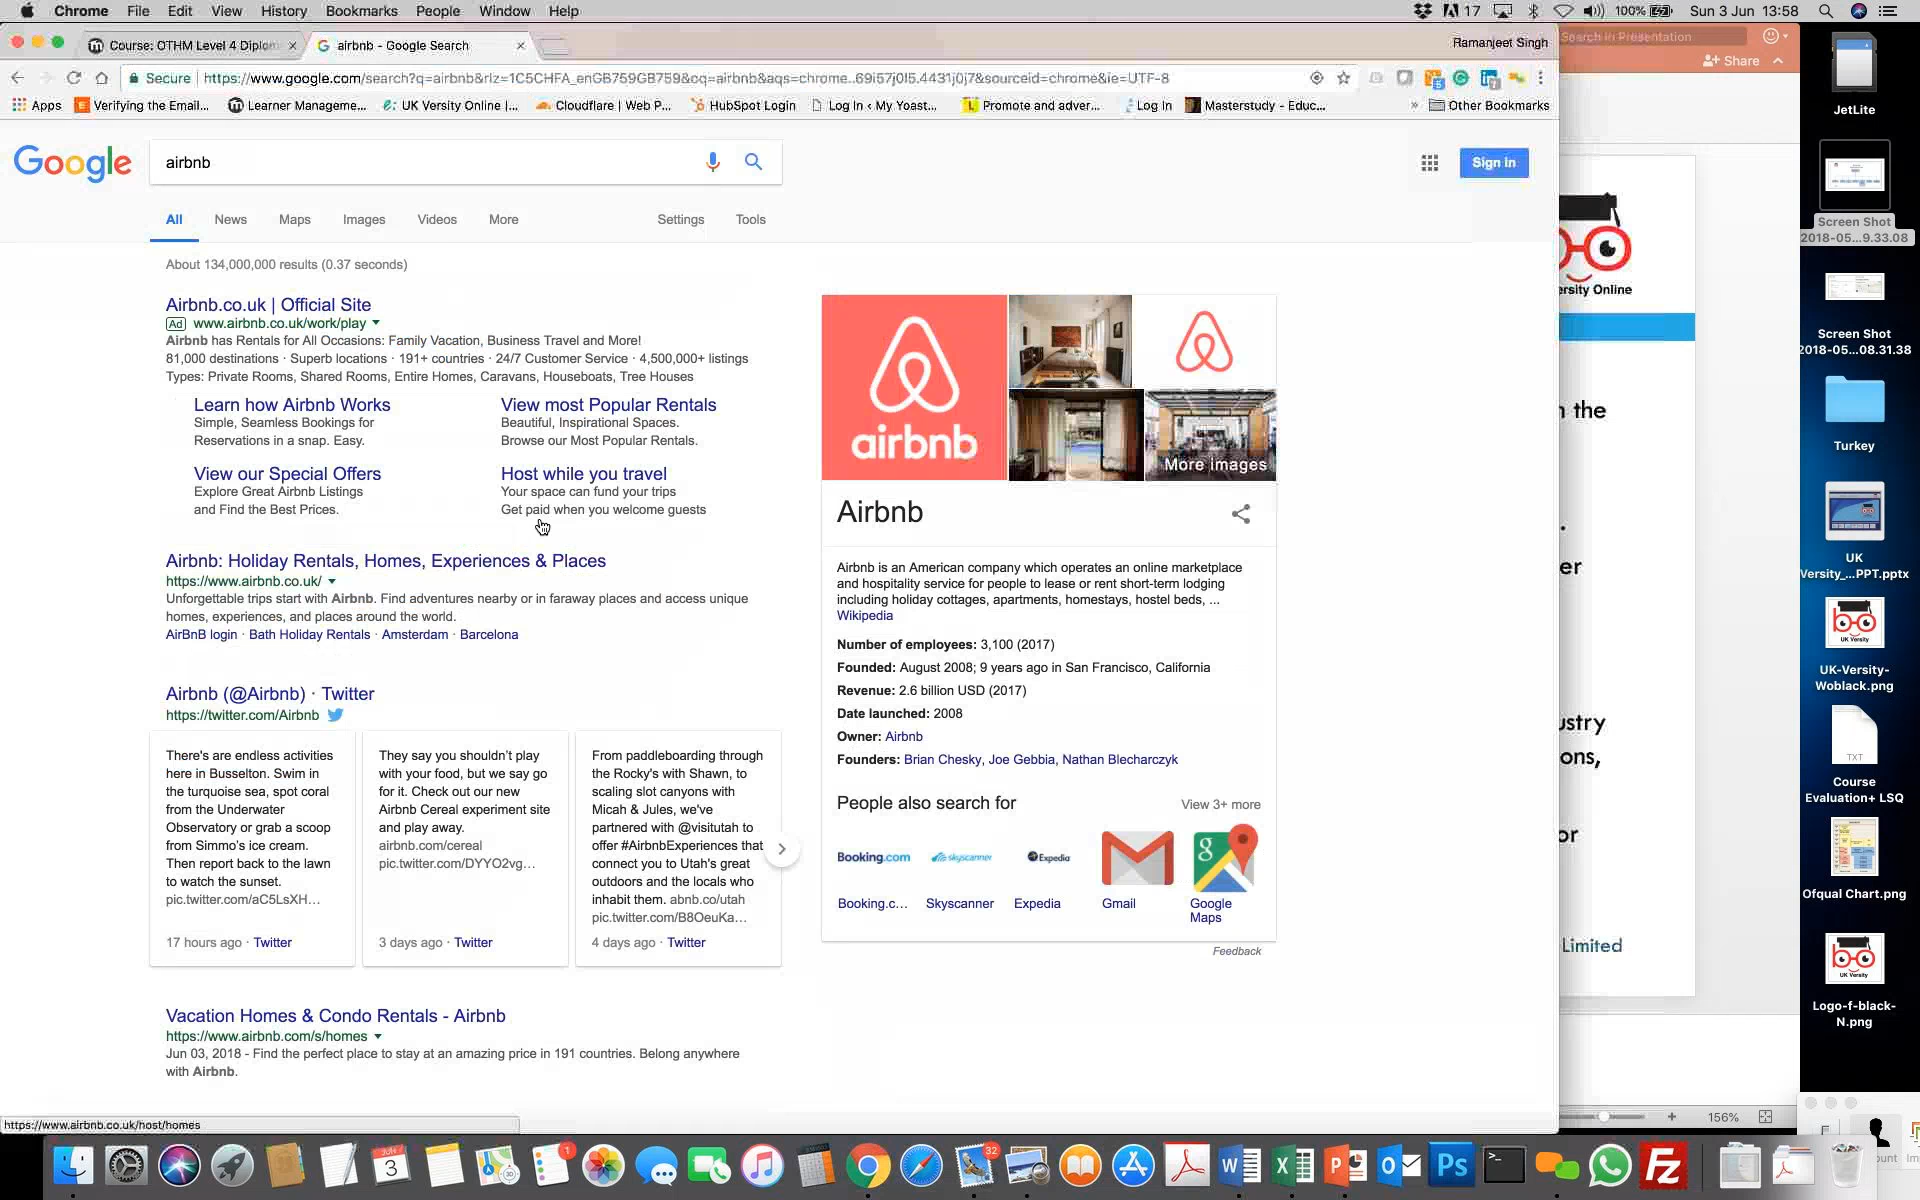 Chrome File Edit View History Bookmarks People Window Help
17 100% Sun 3 Jun 13:58
Course: OTHM Level 4 Diplom
airbnb - Google Search
Ramanjeet Singh
Search in Presentation
Share
Secure https://www.google.com/search?q=airbnb&rlz=1C5CHFA_enGB759GB759&oq=airbnb&aqs=chrome..69i57j0l5.4431j0j7&sourceid=chrome&ie=UTF-8
Apps Verifying the Email... Learner Manageme... UK Versity Online |... Cloudflare | Web P... HubSpot Login Log In ‹ My Yoast... Promote and adver... Log In Masterstudy - Educ... » Other Bookmarks
Google
airbnb
Sign in
All News Maps Images Videos More Settings Tools
About 134,000,000 results (0.37 seconds)
Airbnb.co.uk | Official Site
Ad www.airbnb.co.uk/work/play
Airbnb has Rentals for All Occasions: Family Vacation, Business Travel and More!
81,000 destinations · Superb locations · 191+ countries · 24/7 Customer Service · 4,500,000+ listings
Types: Private Rooms, Shared Rooms, Entire Homes, Caravans, Houseboats, Tree Houses
Learn how Airbnb Works
Simple, Seamless Bookings for
Reservations in a snap. Easy.
View most Popular Rentals
Beautiful, Inspirational Spaces.
Browse our Most Popular Rentals.
View our Special Offers
Explore Great Airbnb Listings
and Find the Best Prices.
Host while you travel
Your space can fund your trips
Get paid when you welcome guests
Airbnb: Holiday Rentals, Homes, Experiences & Places
https://www.airbnb.co.uk/
Unforgettable trips start with Airbnb. Find adventures nearby or in faraway places and access unique
homes, experiences, and places around the world.
AirBnB login · Bath Holiday Rentals · Amsterdam · Barcelona
Airbnb (@Airbnb) · Twitter
https://twitter.com/Airbnb
There's are endless activities
here in Busselton. Swim in
the turquoise sea, spot coral
from the Underwater
Observatory or grab a scoop
from Simmo's ice cream.
Then report back to the lawn
to watch the sunset.
pic.twitter.com/aC5LsXH...
17 hours ago · Twitter
They say you shouldn't play
with your food, but we say go
for it. Check out our new
Airbnb Cereal experiment site
and play away.
airbnb.com/cereal
pic.twitter.com/DYYO2vg...
3 days ago · Twitter
From paddleboarding through
the Rocky's with Shawn, to
scaling slot canyons with
Micah & Jules, we've
partnered with @visitutah to
offer #AirbnbExperiences that
connect you to Utah's great
outdoors and the locals who
inhabit them. abnb.co/utah
pic.twitter.com/B8OeuKa...
4 days ago · Twitter
Vacation Homes & Condo Rentals - Airbnb
https://www.airbnb.com/s/homes
Jun 03, 2018 - Find the perfect place to stay at an amazing price in 191 countries. Belong anywhere
with Airbnb.
https://www.airbnb.co.uk/host/homes
airbnb
More images
Airbnb
Airbnb is an American company which operates an online marketplace
and hospitality service for people to lease or rent short-term lodging
including holiday cottages, apartments, homestays, hostel beds, ...
Wikipedia
Number of employees: 3,100 (2017)
Founded: August 2008; 9 years ago in San Francisco, California
Revenue: 2.6 billion USD (2017)
Date launched: 2008
Owner: Airbnb
Founders: Brian Chesky, Joe Gebbia, Nathan Blecharczyk
People also search for
View 3+ more
Booking.com skyscanner Expedia
Booking.c... Skyscanner Expedia Gmail Google
Maps
Feedback
ersity Online
n the
.
er
ustry
ons,
or
Limited
156%
JetLite
Screen Shot
2018-05...9.33.08
Screen Shot
2018-05...08.31.38
Turkey
UK
Versity_...PPT.pptx
UK Versity
UK-Versity-
Woblack.png
TXT
Course
Evaluation+ LSQ
Ofqual Chart.png
UK Versity
Logo-f-black-
N.png
JUN
3
1
32
Ps